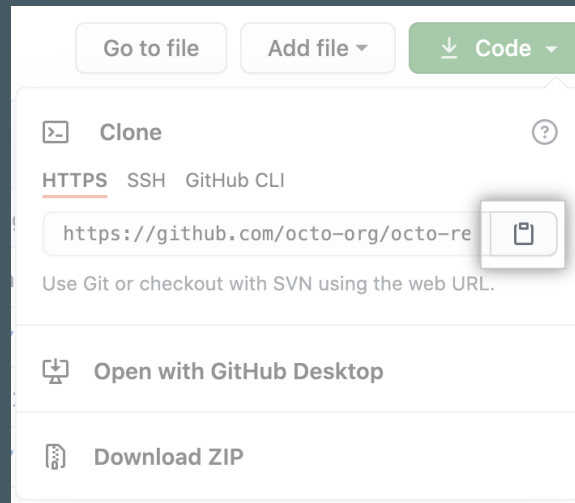 Go to file Add file Code
Clone
HTTPS SSH GitHub CLI
https://github.com/octo-org/octo-re
Use Git or checkout with SVN using the web URL.
Open with GitHub Desktop
Download ZIP